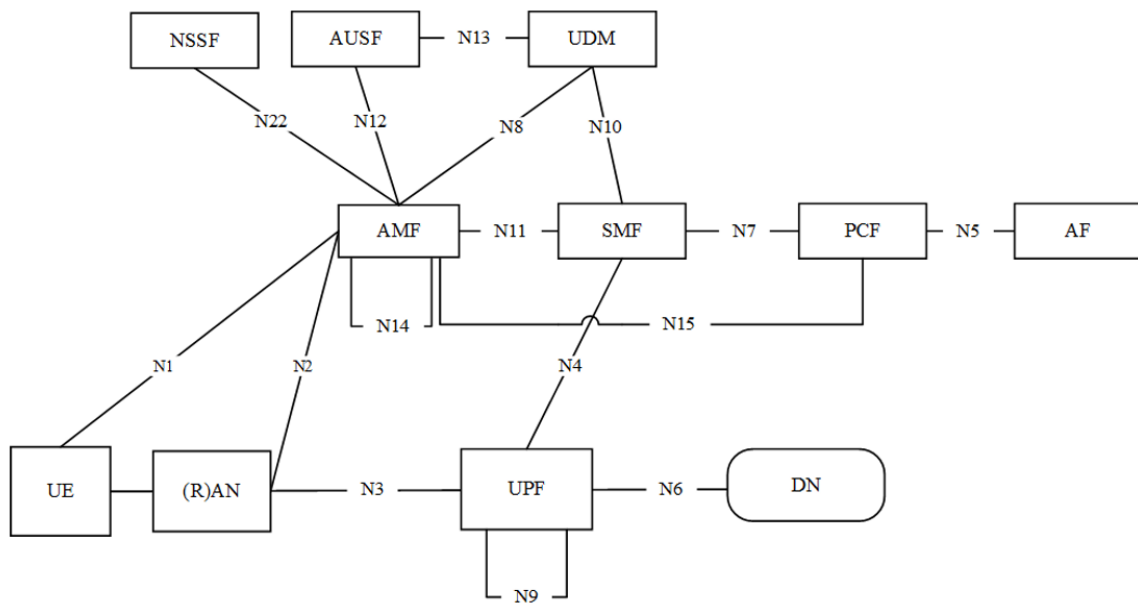 NSSF
AUSF
N13
UDM
N22
N12
N8
N10
AMF
N11
SMF
N7
PCF
N5
AF
N14
N15
N1
N2
N4
UE
(R)AN
N3
UPF
N6
DN
N9